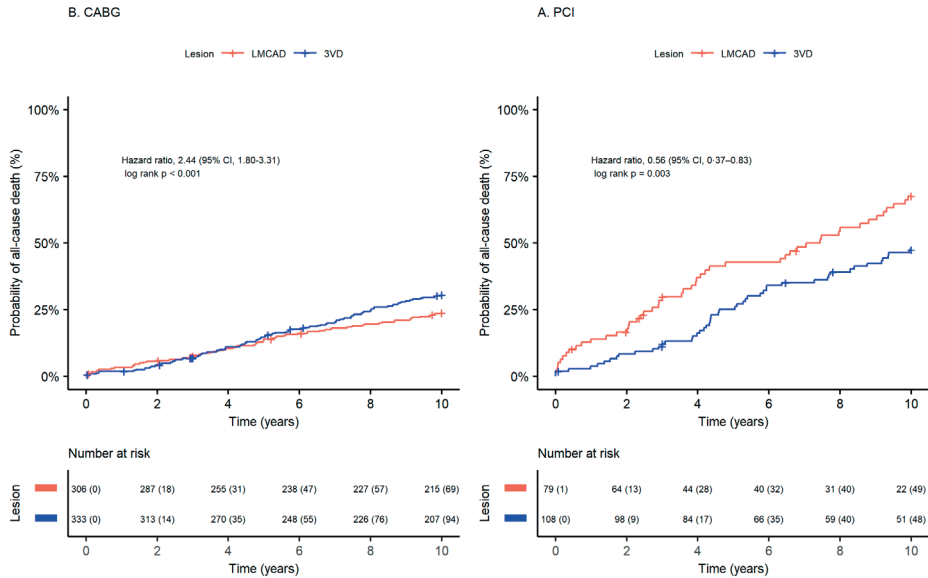 B. CABG
Lesion LMCAD 3VD
Probability of all-cause death (%)
100%
75%
50%
25%
0%
Hazard ratio, 2.44 (95% CI, 1.80-3.31)
log rank p < 0.001
0 2 4 6 8 10
Time (years)
Number at risk
Lesion
306 (0) 287 (18) 255 (31) 238 (47) 227 (57) 215 (69)
333 (0) 313 (14) 270 (35) 248 (55) 226 (76) 207 (94)
0 2 4 6 8 10
Time (years)
A. PCI
Lesion LMCAD 3VD
Probability of all-cause death (%)
100%
75%
50%
25%
0%
Hazard ratio, 0.56 (95% CI, 0·37–0.83)
log rank p = 0.003
0 2 4 6 8 10
Time (years)
Number at risk
Lesion
79 (1) 64 (13) 44 (28) 40 (32) 31 (40) 22 (49)
108 (0) 98 (9) 84 (17) 66 (35) 59 (40) 51 (48)
0 2 4 6 8 10
Time (years)